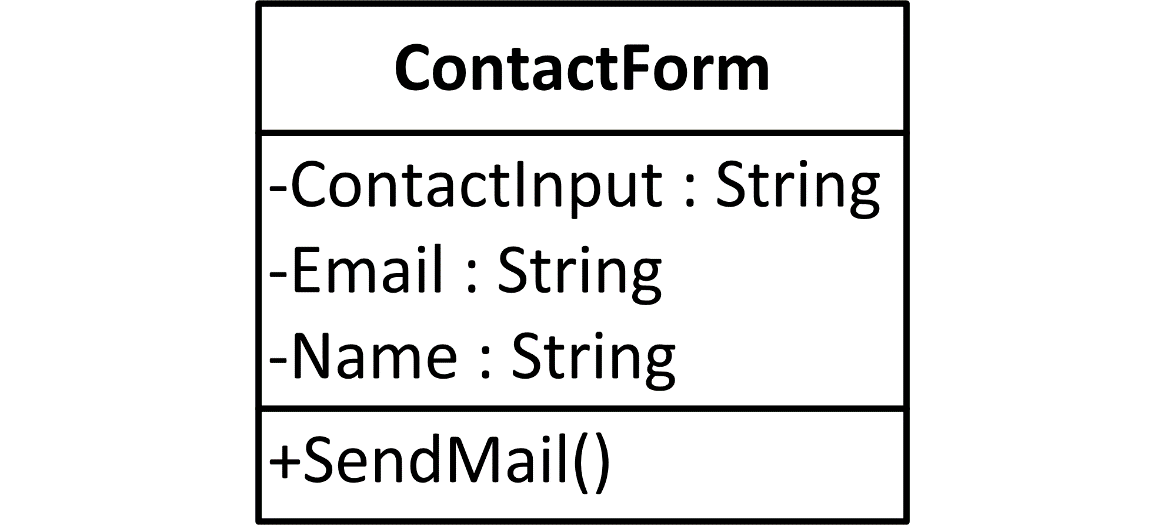 ContactForm
-ContactInput : String
-Email : String
-Name : String
+SendMail()